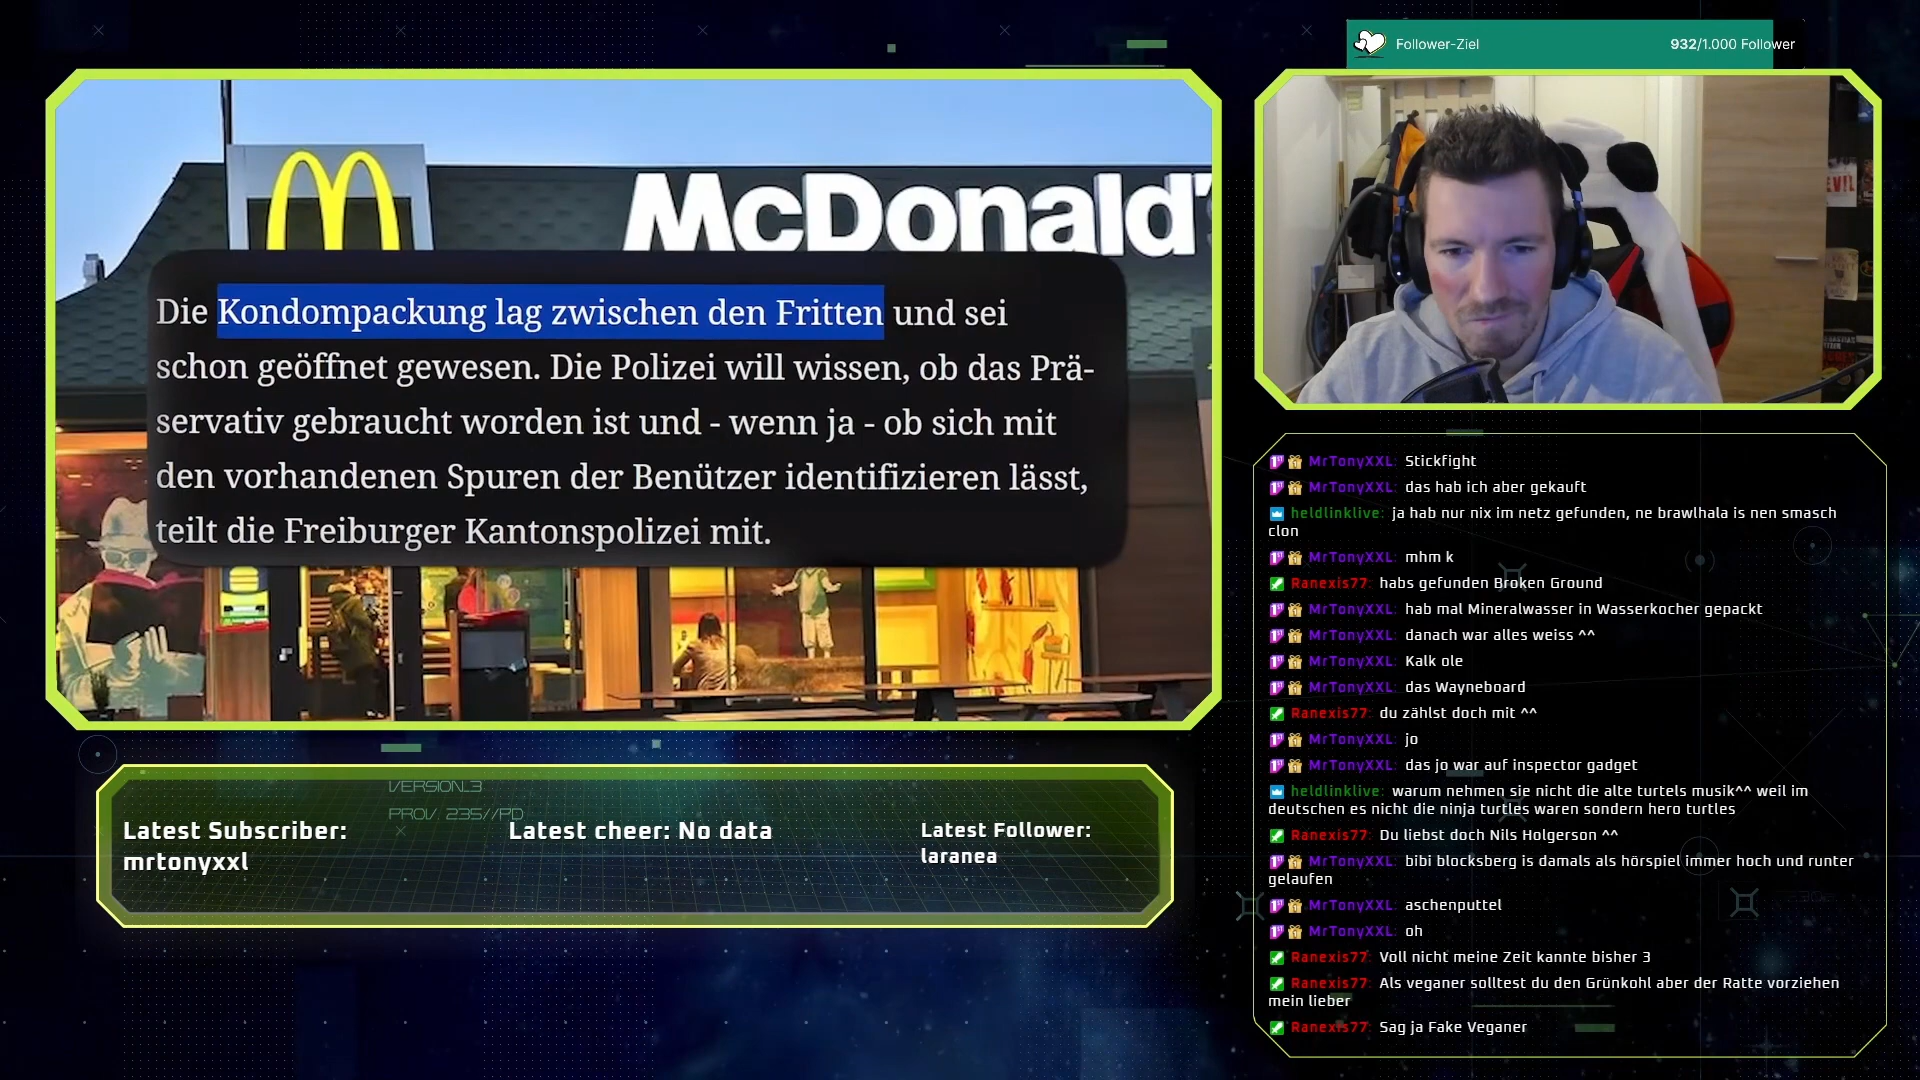 Follower-Ziel
932/1.000 Follower
McDonald'
Die Kondompackung lag zwischen den Fritten und sei
schon geöffnet gewesen. Die Polizei will wissen, ob das Prä-
servativ gebraucht worden ist und - wenn ja - ob sich mit
den vorhandenen Spuren der Benützer identifizieren lässt,
teilt die Freiburger Kantonspolizei mit.
EVIL
VERSION_3
PROV. 235//PD
Latest Subscriber:
mrtonyxxl
Latest cheer: No data
Latest Follower:
laranea
MrTonyXXL: Stickfight
MrTonyXXL: das hab ich aber gekauft
heldlinklive: ja hab nur nix im netz gefunden, ne brawlhala is nen smasch
clon
MrTonyXXL: mhm k
Ranexis77: habs gefunden Broken Ground
MrTonyXXL: hab mal Mineralwasser in Wasserkocher gepackt
MrTonyXXL: danach war alles weiss ^^
MrTonyXXL: Kalk ole
MrTonyXXL: das Wayneboard
Ranexis77: du zählst doch mit ^^
MrTonyXXL: jo
MrTonyXXL: das jo war auf inspector gadget
heldlinklive: warum nehmen sie nicht die alte turtels musik^^ weil im
deutschen es nicht die ninja turtles waren sondern hero turtles
Ranexis77: Du liebst doch Nils Holgerson ^^
MrTonyXXL: bibi blocksberg is damals als hörspiel immer hoch und runter
gelaufen
MrTonyXXL: aschenputtel
MrTonyXXL: oh
Ranexis77: Voll nicht meine Zeit kannte bisher 3
Ranexis77: Als veganer solltest du den Grünkohl aber der Ratte vorziehen
mein lieber
Ranexis77: Sag ja Fake Veganer